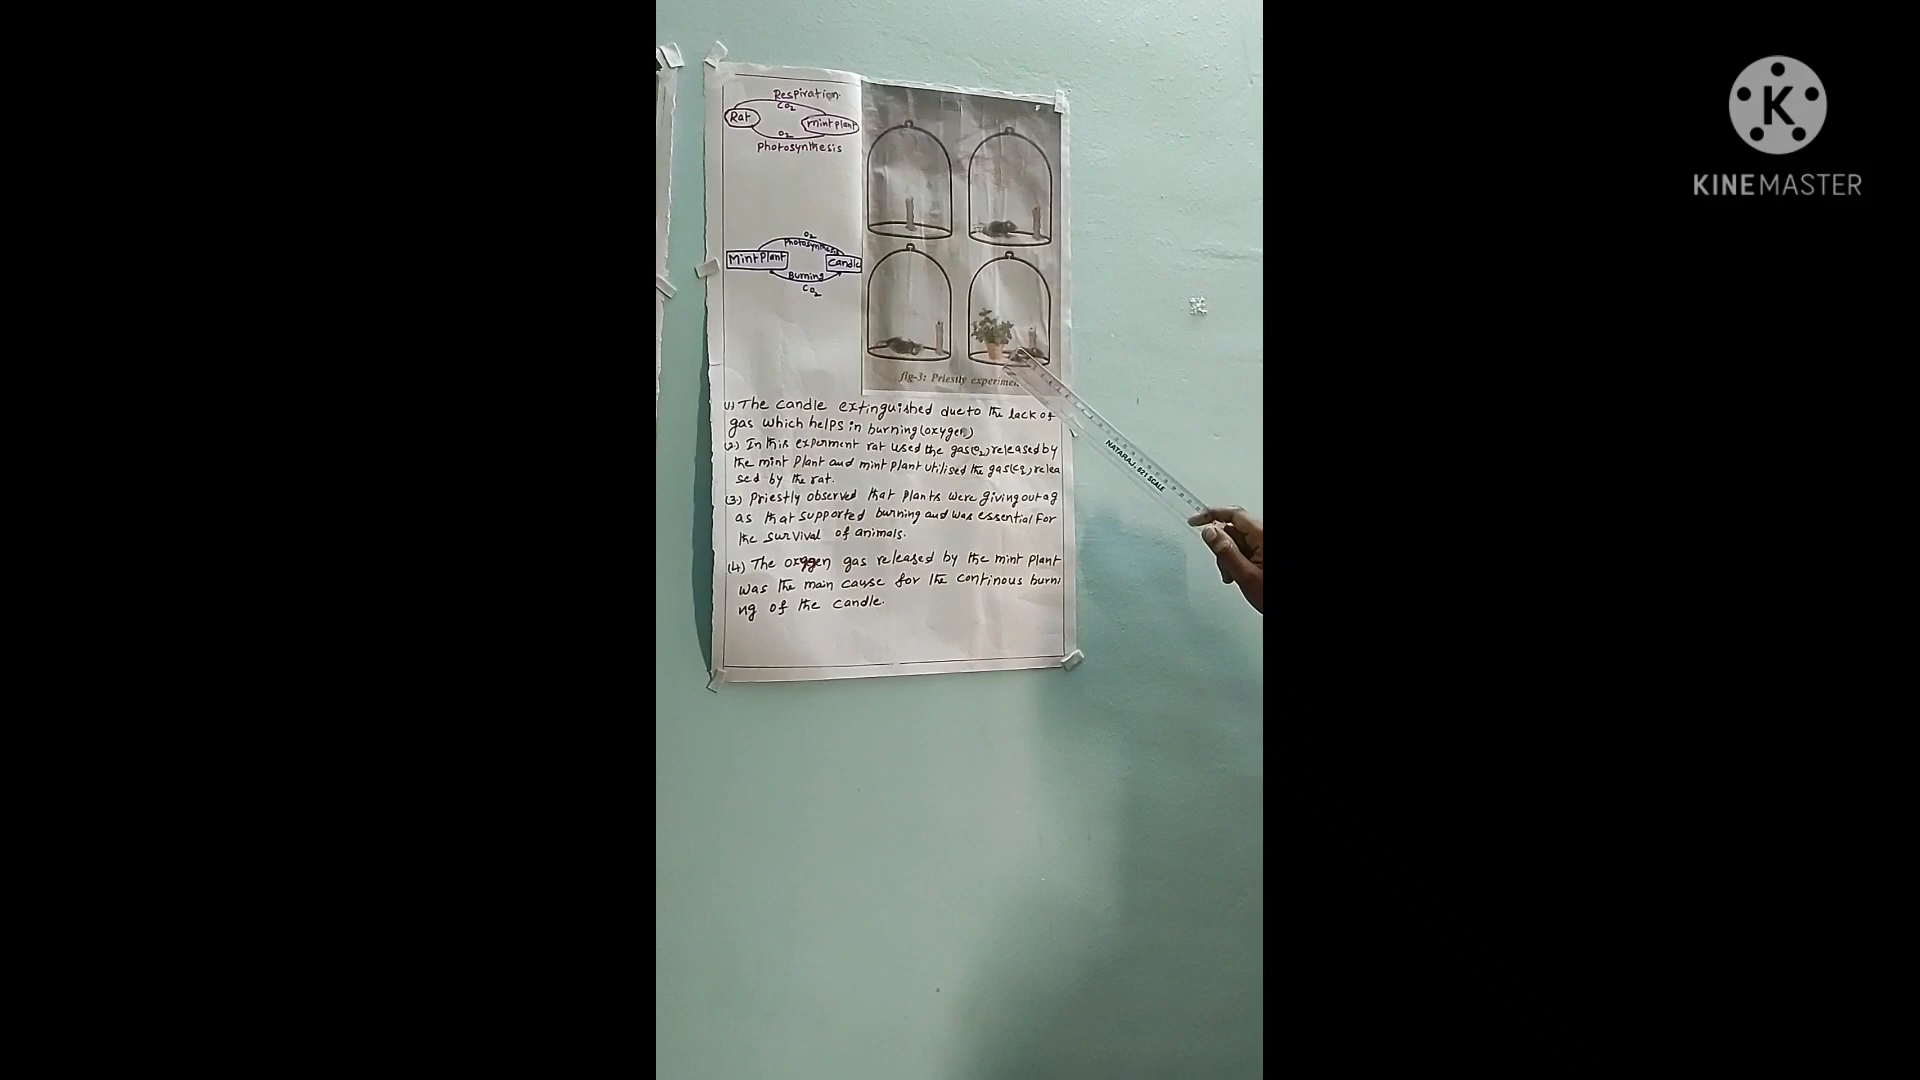 Respiration
CO2
Rat
mint plant
O2
Photosynthesis
O2
Photosynthesis
Mint Plant
Candle
Burning
CO2
fig-3: Priestly experimen
(1) The candle extinguished due to the lack of
gas which helps in burning (oxygen)
(2) In this experment rat used the gas(O2) released by
the mint plant and mint plant utilised the gas(CO2) relea
sed by the rat.
(3) Priestly observed that plants were giving out a g
as that supported burning and was essential for
the survival of animals.
(4) The oxygen gas released by the mint plant
was the main cause for the continous burni
ng of the candle.
NATARAJ 621 SCALE
K
KINEMASTER